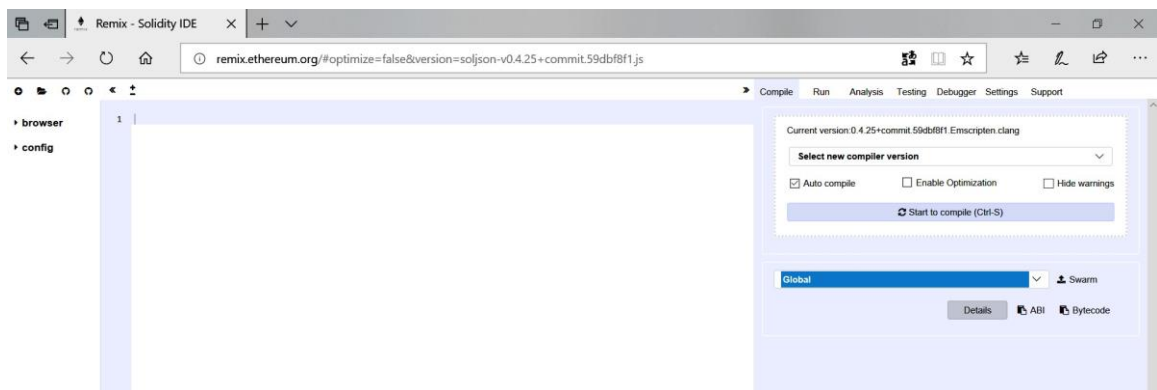 Remix - Solidity IDE
remix.ethereum.org/#optimize=false&version=soljson-v0.4.25+commit.59dbf8f1.js
Compile Run Analysis Testing Debugger Settings Support
browser
config
1
Current version:0.4.25+commit.59dbf8f1.Emscripten.clang
Select new compiler version
Auto compile Enable Optimization Hide warnings
Start to compile (Ctrl-S)
Global Swarm
Details ABI Bytecode